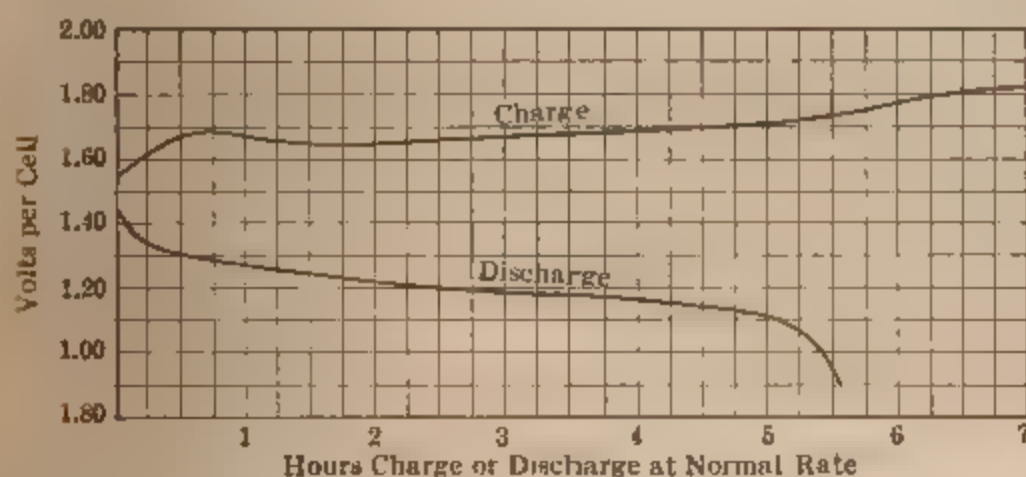 2.00
1.80
Charge
1.60
Volts per Cell
1.40
Discharge
1.20
1.00
1.80
1 2 3 4 5 6 7
Hours Charge or Discharge at Normal Rate